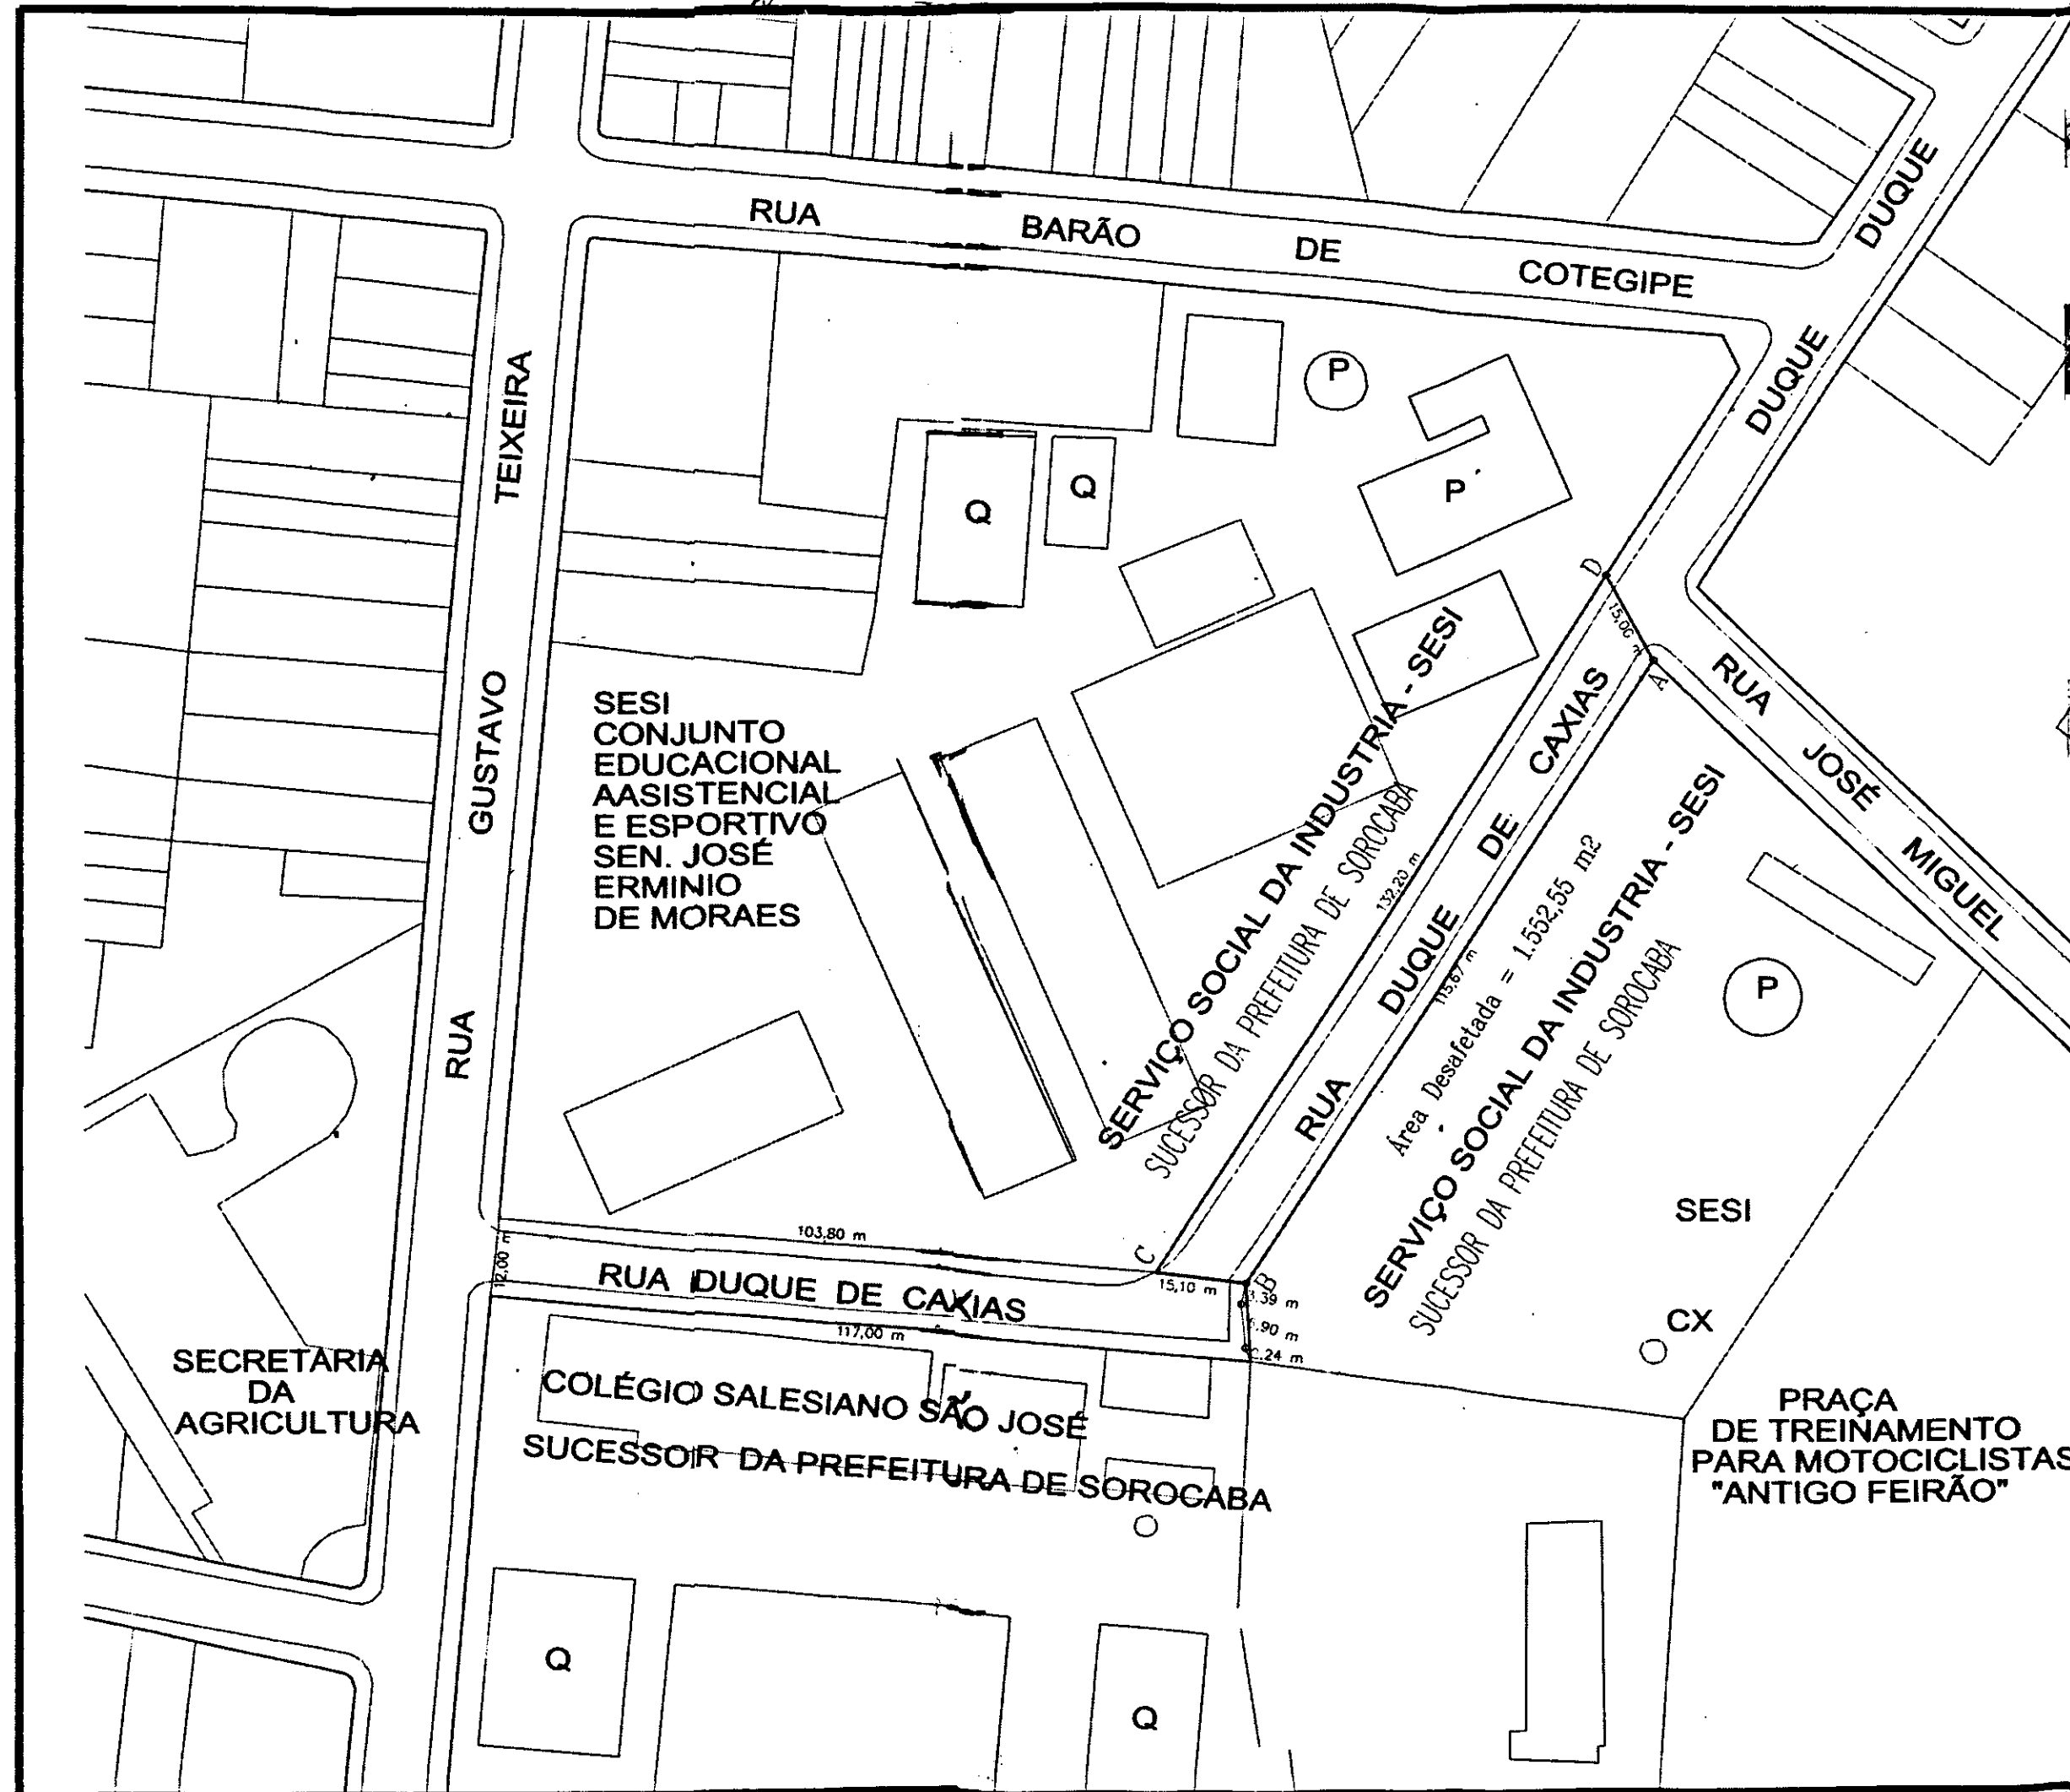 RUA BARÃO DE COTEGIPE
DUQUE
DUQUE
RUA GUSTAVO TEIXEIRA
P
P
Q
Q
D
15,00 m
A
RUA JOSÉ MIGUEL
SESI
CONJUNTO
EDUCACIONAL
AASISTENCIAL
E ESPORTIVO
SEN. JOSÉ
ERMINIO
DE MORAES
SERVIÇO SOCIAL DA INDUSTRIA - SESI
SUCESSOR DA PREFEITURA DE SOROCABA
132,20 m
RUA DUQUE DE CAXIAS
115,67 m
Área Desafetada = 1.552,55 m2
SERVIÇO SOCIAL DA INDUSTRIA - SESI
SUCESSOR DA PREFEITURA DE SOROCABA
P
SESI
CX
103,80 m
12,00 m
C
15,10 m
B
RUA DUQUE DE CAXIAS
117,00 m
.39 m
.90 m
.24 m
SECRETARIA
DA
AGRICULTURA
COLÉGIO SALESIANO SÃO JOSÉ
SUCESSOR DA PREFEITURA DE SOROCABA
PRAÇA
DE TREINAMENTO
PARA MOTOCICLISTAS
"ANTIGO FEIRÃO"
Q
Q